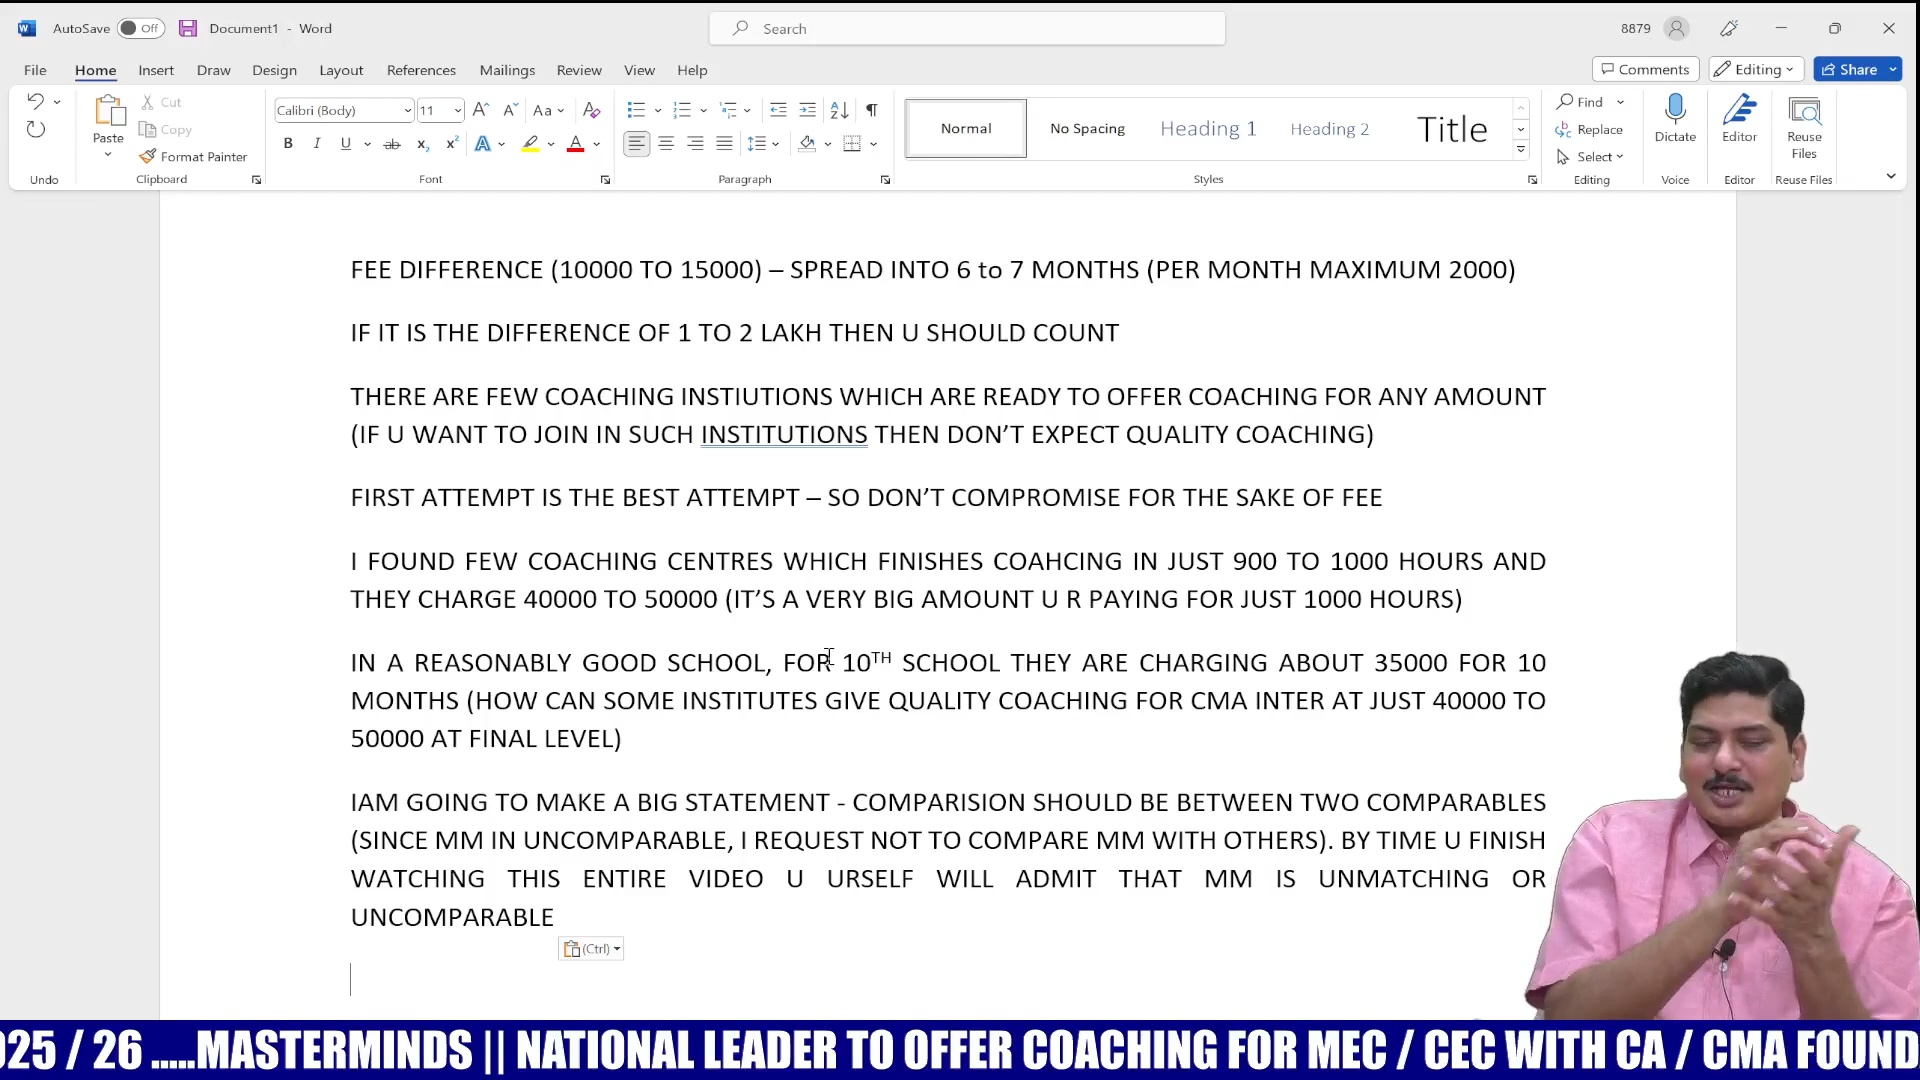 AutoSave Off Document1 - Word Search 8879
File Home Insert Draw Design Layout References Mailings Review View Help Comments Editing Share
Paste Cut Copy Format Painter
Calibri (Body) 11
Normal No Spacing Heading 1 Heading 2 Title
Find Replace Select
Dictate Editor Reuse Files
Undo Clipboard Font Paragraph Styles Editing Voice Editor Reuse Files
FEE DIFFERENCE (10000 TO 15000) – SPREAD INTO 6 to 7 MONTHS (PER MONTH MAXIMUM 2000)
IF IT IS THE DIFFERENCE OF 1 TO 2 LAKH THEN U SHOULD COUNT
THERE ARE FEW COACHING INSTIUTIONS WHICH ARE READY TO OFFER COACHING FOR ANY AMOUNT
(IF U WANT TO JOIN IN SUCH INSTITUTIONS THEN DON'T EXPECT QUALITY COACHING)
FIRST ATTEMPT IS THE BEST ATTEMPT – SO DON'T COMPROMISE FOR THE SAKE OF FEE
I FOUND FEW COACHING CENTRES WHICH FINISHES COAHCING IN JUST 900 TO 1000 HOURS AND
THEY CHARGE 40000 TO 50000 (IT'S A VERY BIG AMOUNT U R PAYING FOR JUST 1000 HOURS)
IN A REASONABLY GOOD SCHOOL, FOR 10TH SCHOOL THEY ARE CHARGING ABOUT 35000 FOR 10
MONTHS (HOW CAN SOME INSTITUTES GIVE QUALITY COACHING FOR CMA INTER AT JUST 40000 TO
50000 AT FINAL LEVEL)
IAM GOING TO MAKE A BIG STATEMENT - COMPARISION SHOULD BE BETWEEN TWO COMPARABLES
(SINCE MM IN UNCOMPARABLE, I REQUEST NOT TO COMPARE MM WITH OTHERS). BY TIME U FINISH
WATCHING THIS ENTIRE VIDEO U URSELF WILL ADMIT THAT MM IS UNMATCHING OR
UNCOMPARABLE
(Ctrl)
025 / 26 .....MASTERMINDS || NATIONAL LEADER TO OFFER COACHING FOR MEC / CEC WITH CA / CMA FOUND